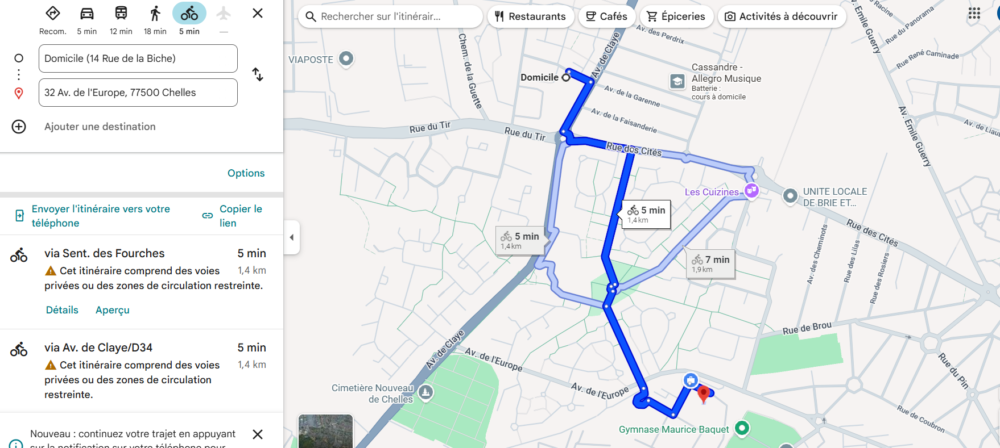 Recom.
5 min
12 min
18 min
5 min
—
Domicile (14 Rue de la Biche)
32 Av. de l'Europe, 77500 Chelles
Ajouter une destination
Options
Envoyer l'itinéraire vers votre
téléphone
Copier le
lien
via Sent. des Fourches
5 min
Cet itinéraire comprend des voies
privées ou des zones de circulation restreinte.
1,4 km
Détails
Aperçu
via Av. de Claye/D34
5 min
Cet itinéraire comprend des voies
privées ou des zones de circulation
restreinte.
1,4 km
Nouveau : continuez votre trajet en appuyant
sur la notification sur votre téléphone pour
Rechercher sur l'itinérair...
Restaurants
Cafés
Épiceries
Activités à découvrir
VIAPOSTE
Chem. de la Guette
Domicile
Av. de Claye
Av. des Perdrix
Cassandre -
Allegro Musique
Batterie :
cours à domicile
Av. de la Garenne
Av. de la Faisanderie
Racine
Rue du Panorama
Av. Emile Guerry
Rue René Caminade
Av. Emile Guerry
Rue du Tir
Rue du Tir
Rue des Cités
Les Cuizines
UNITE LOCALE
DE BRIE ET...
Rue des Cités
5 min
1,4 km
5 min
1,4 km
7 min
1,9 km
Av. des Cheminots
Rue des Lilas
Rue des Rosiers
Rue de Brou
Rue du Pin
Rue de Coubron
Av. de Claye
Av. de l'Europe
Av. de l'Europe
Cimetière Nouveau
de Chelles
Gymnase Maurice Baquet